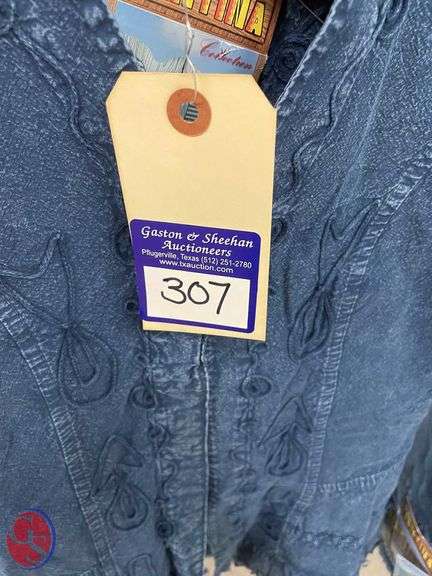 Collection
Gaston & Sheehan
Auctioneers
Pflugerville, Texas (512) 251-2780
www.txauction.com
307